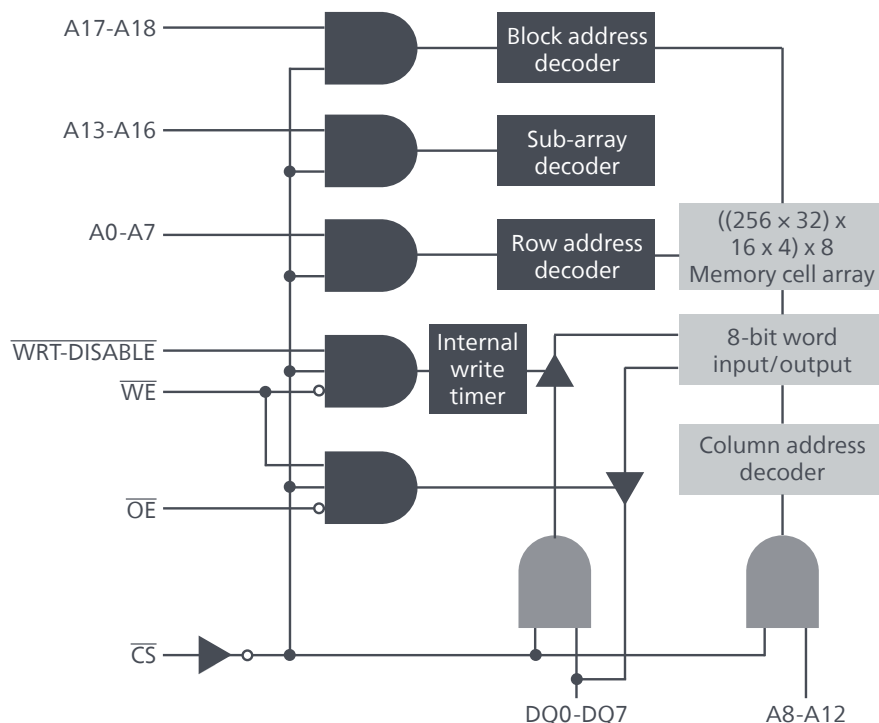 A17-A18
Block address
decoder
A13-A16
Sub-array
decoder
A0-A7
Row address
decoder
((256 × 32) x
16 x 4) x 8
Memory cell array
WRT-DISABLE
WE
Internal
write
timer
8-bit word
input/output
Column address
decoder
OE
CS
DQ0-DQ7
A8-A12